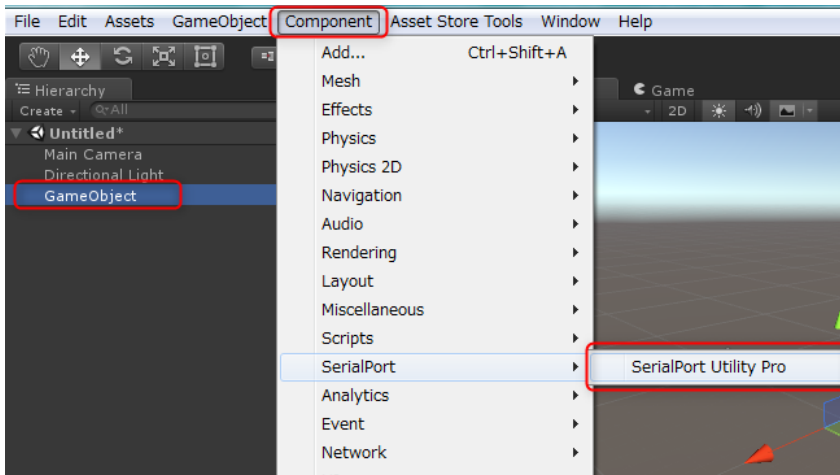 File Edit Assets GameObject Component Asset Store Tools Window Help
Hierarchy
Create All
Untitled*
Main Camera
Directional Light
GameObject
Add... Ctrl+Shift+A
Mesh
Effects
Physics
Physics 2D
Navigation
Audio
Rendering
Layout
Miscellaneous
Scripts
SerialPort
Analytics
Event
Network
Game
2D
SerialPort Utility Pro